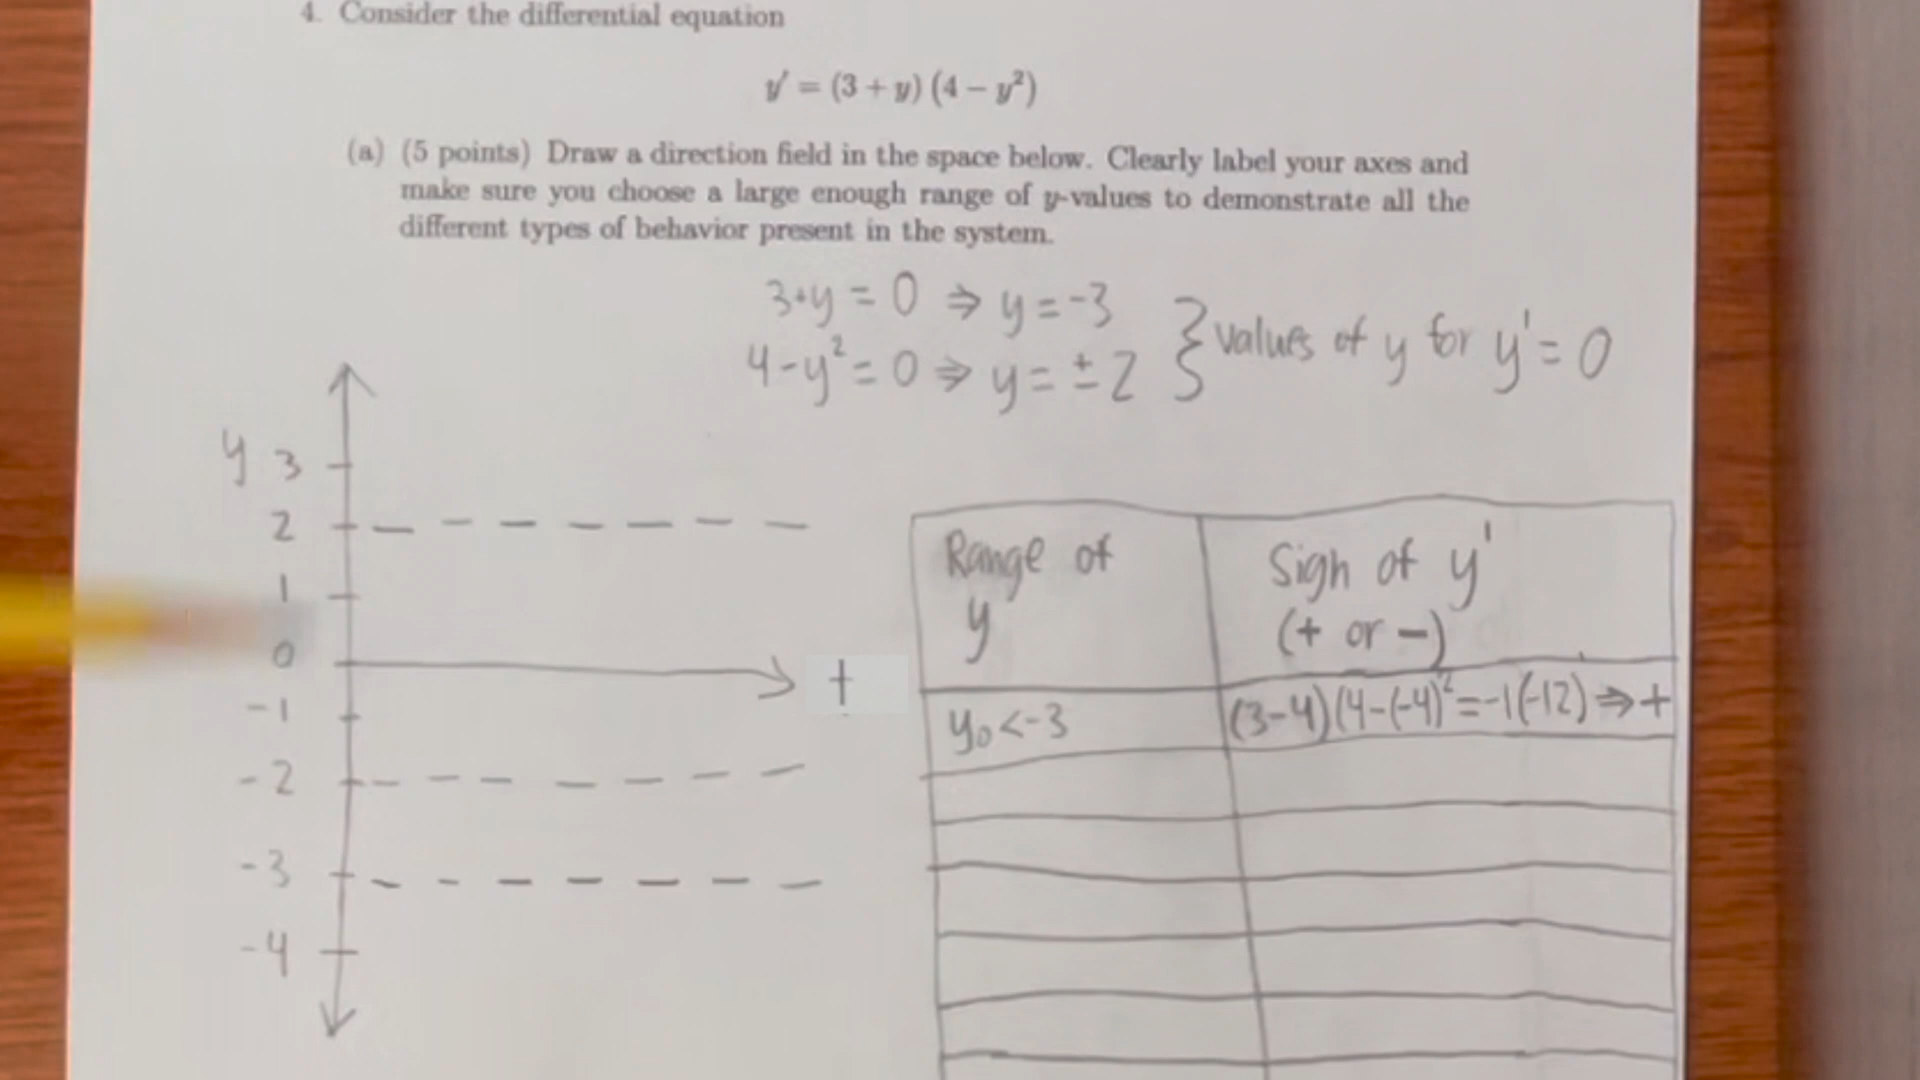 4. Consider the differential equation
y′ = (3 + y) (4 − y²)
(a) (5 points) Draw a direction field in the space below. Clearly label your axes and
make sure you choose a large enough range of y-values to demonstrate all the
different types of behavior present in the system.
3+y = 0 ⇒ y = -3
4-y² = 0 ⇒ y = ±2
} values of y for y' = 0
y
3
2
1
0
-1
-2
-3
-4
t
Range of
y
Sigh of y'
(+ or -)
y₀ < -3
(3-4)(4-(-4)² = -1(-12) ⇒ +